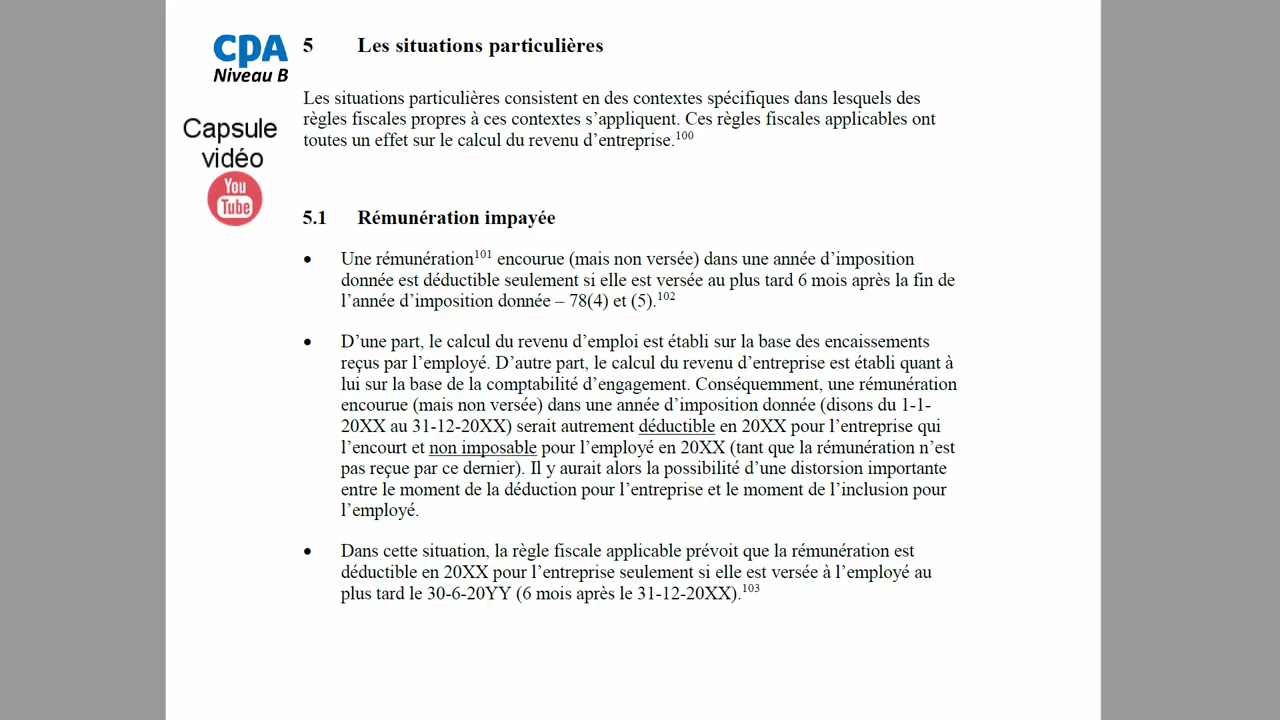 CPA
Niveau B
Capsule
vidéo
You
Tube
5 Les situations particulières
Les situations particulières consistent en des contextes spécifiques dans lesquels des
règles fiscales propres à ces contextes s’appliquent. Ces règles fiscales applicables ont
toutes un effet sur le calcul du revenu d’entreprise.100
5.1 Rémunération impayée
• Une rémunération101 encourue (mais non versée) dans une année d’imposition
donnée est déductible seulement si elle est versée au plus tard 6 mois après la fin de
l’année d’imposition donnée – 78(4) et (5).102
• D’une part, le calcul du revenu d’emploi est établi sur la base des encaissements
reçus par l’employé. D’autre part, le calcul du revenu d’entreprise est établi quant à
lui sur la base de la comptabilité d’engagement. Conséquemment, une rémunération
encourue (mais non versée) dans une année d’imposition donnée (disons du 1-1-
20XX au 31-12-20XX) serait autrement déductible en 20XX pour l’entreprise qui
l’encourt et non imposable pour l’employé en 20XX (tant que la rémunération n’est
pas reçue par ce dernier). Il y aurait alors la possibilité d’une distorsion importante
entre le moment de la déduction pour l’entreprise et le moment de l’inclusion pour
l’employé.
• Dans cette situation, la règle fiscale applicable prévoit que la rémunération est
déductible en 20XX pour l’entreprise seulement si elle est versée à l’employé au
plus tard le 30-6-20YY (6 mois après le 31-12-20XX).103